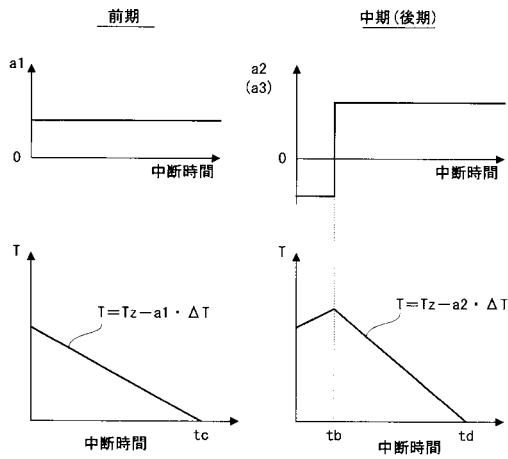 前期
a1
0
中断時間
T
T=Tz−a1・ΔT
tc
中断時間
中期(後期)
a2
(a3)
0
中断時間
T
T=Tz−a2・ΔT
tb
td
中断時間